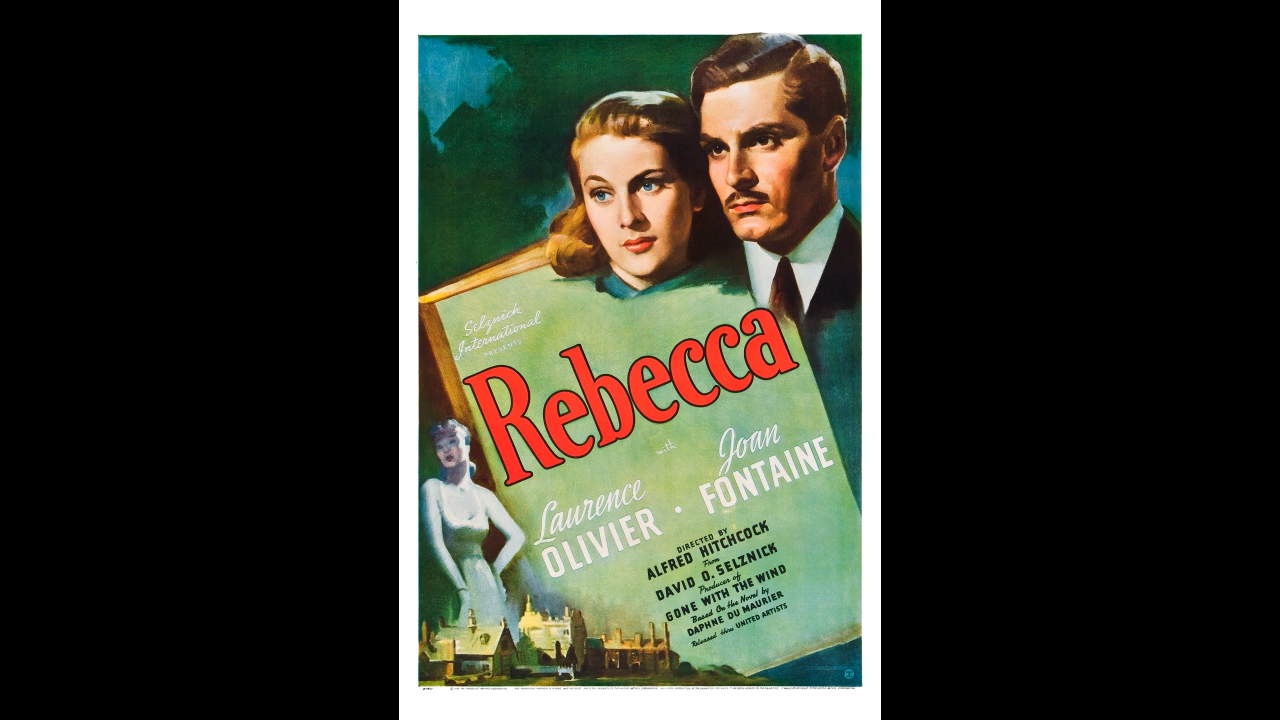 Selznick
International
PRESENTS
Rebecca
with
Laurence
OLIVIER
·
Joan
FONTAINE
DIRECTED BY
ALFRED HITCHCOCK
From
DAVID O. SELZNICK
Producer of
GONE WITH THE WIND
Based On the Novel by
DAPHNE DU MAURIER
Released thru UNITED ARTISTS